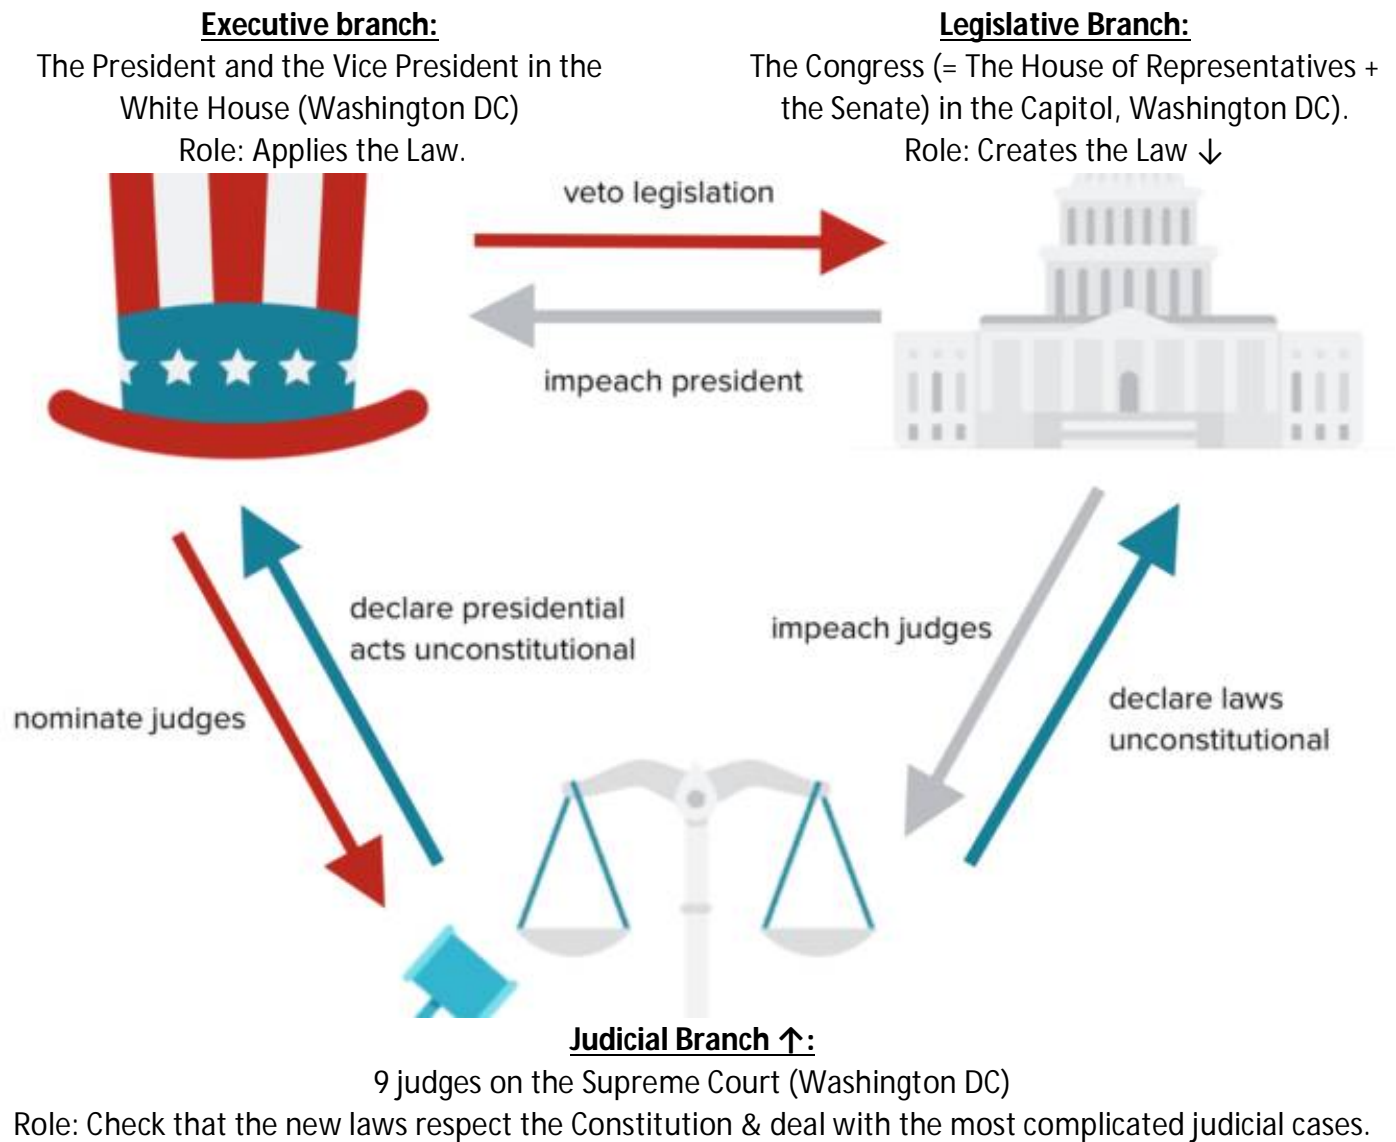 Executive branch:
The President and the Vice President in the
White House (Washington DC)
Role: Applies the Law.
Legislative Branch:
The Congress (= The House of Representatives +
the Senate) in the Capitol, Washington DC).
Role: Creates the Law ↓
veto legislation
impeach president
declare presidential
acts unconstitutional
nominate judges
impeach judges
declare laws
unconstitutional
Judicial Branch ↑:
9 judges on the Supreme Court (Washington DC)
Role: Check that the new laws respect the Constitution & deal with the most complicated judicial cases.